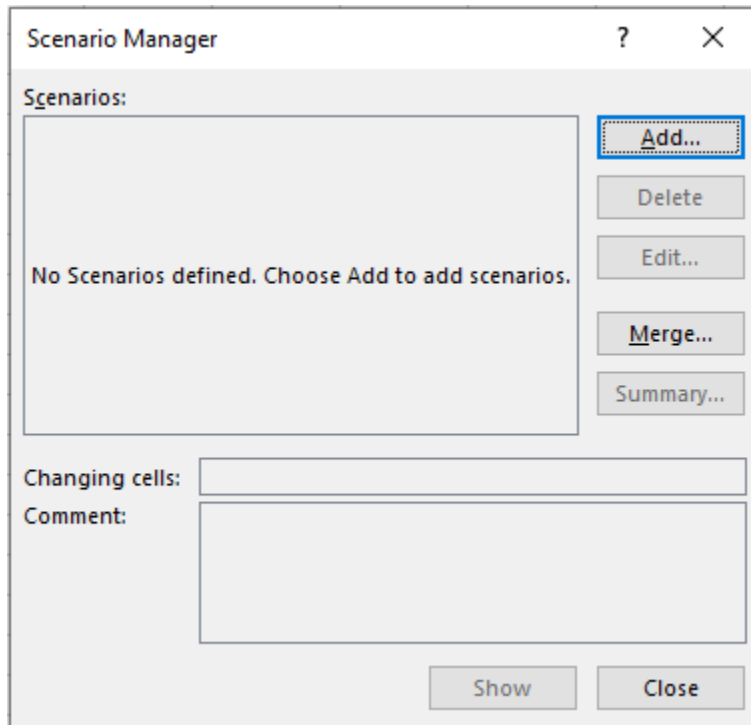 Scenario Manager ?
Scenarios:
Add...
Delete
Edit...
No Scenarios defined. Choose Add to add scenarios.
Merge...
Summary...
Changing cells:
Comment:
Show Close